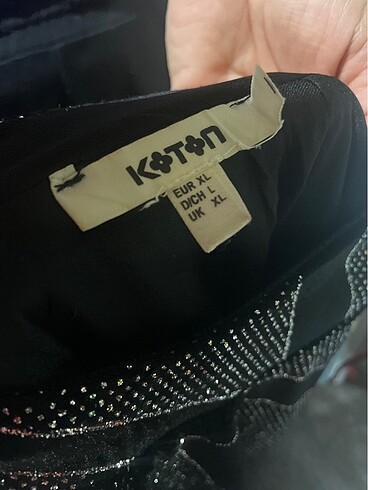 KOTON
EUR XL
D/CH L
UK XL